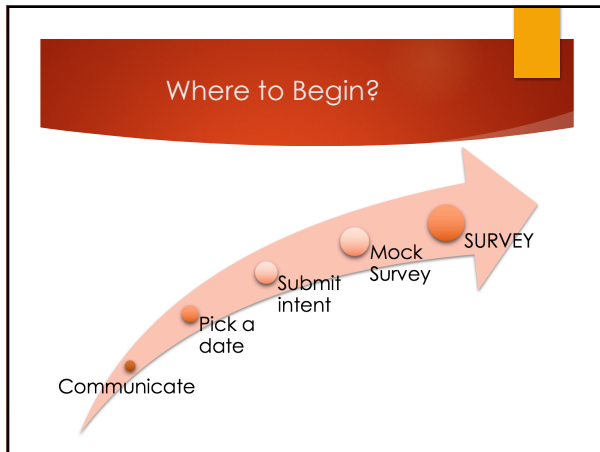 Where to Begin?
Communicate
Pick a
date
Submit
intent
Mock
Survey
SURVEY